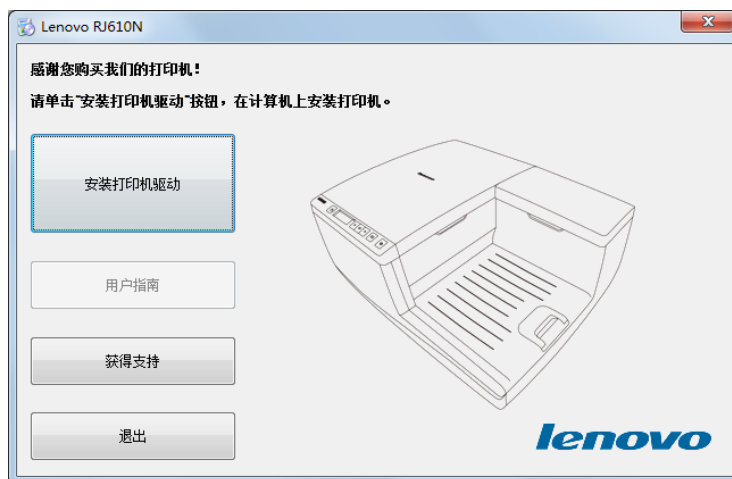 Lenovo RJ610N
感谢您购买我们的打印机！
请单击“安装打印机驱动”按钮，在计算机上安装打印机。
安装打印机驱动
用户指南
获得支持
退出
lenovo